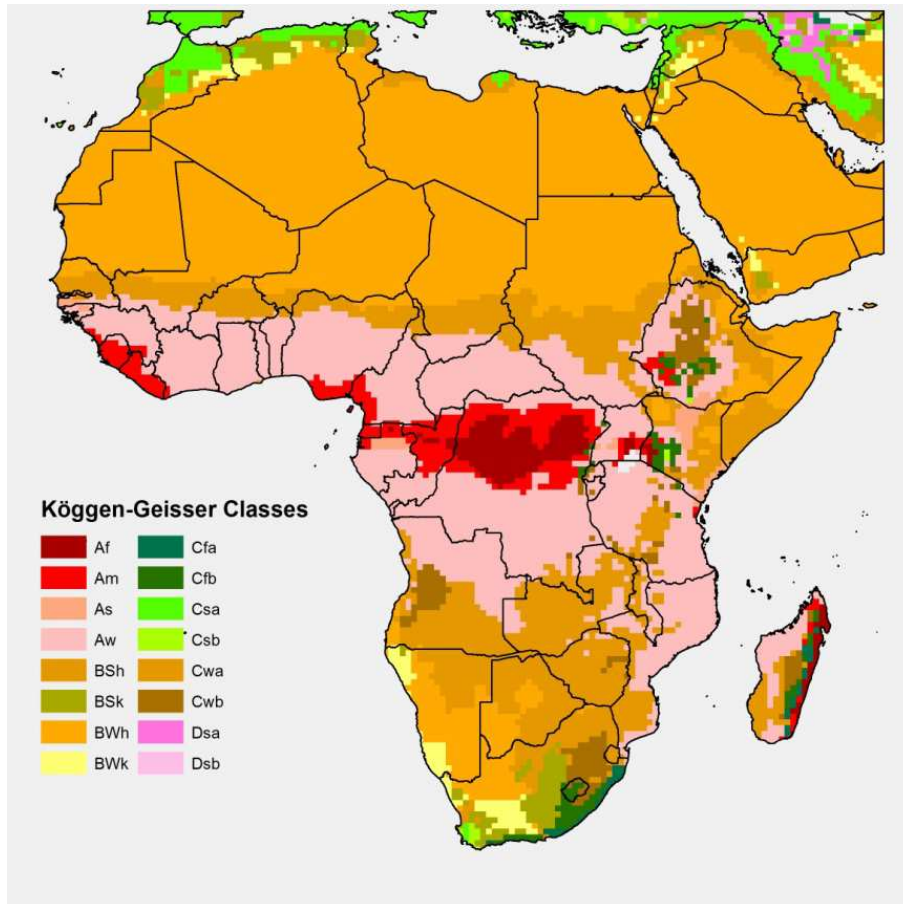 Köggen-Geisser Classes
Af
Am
As
Aw
BSh
BSk
BWh
BWk
Cfa
Cfb
Csa
Csb
Cwa
Cwb
Dsa
Dsb